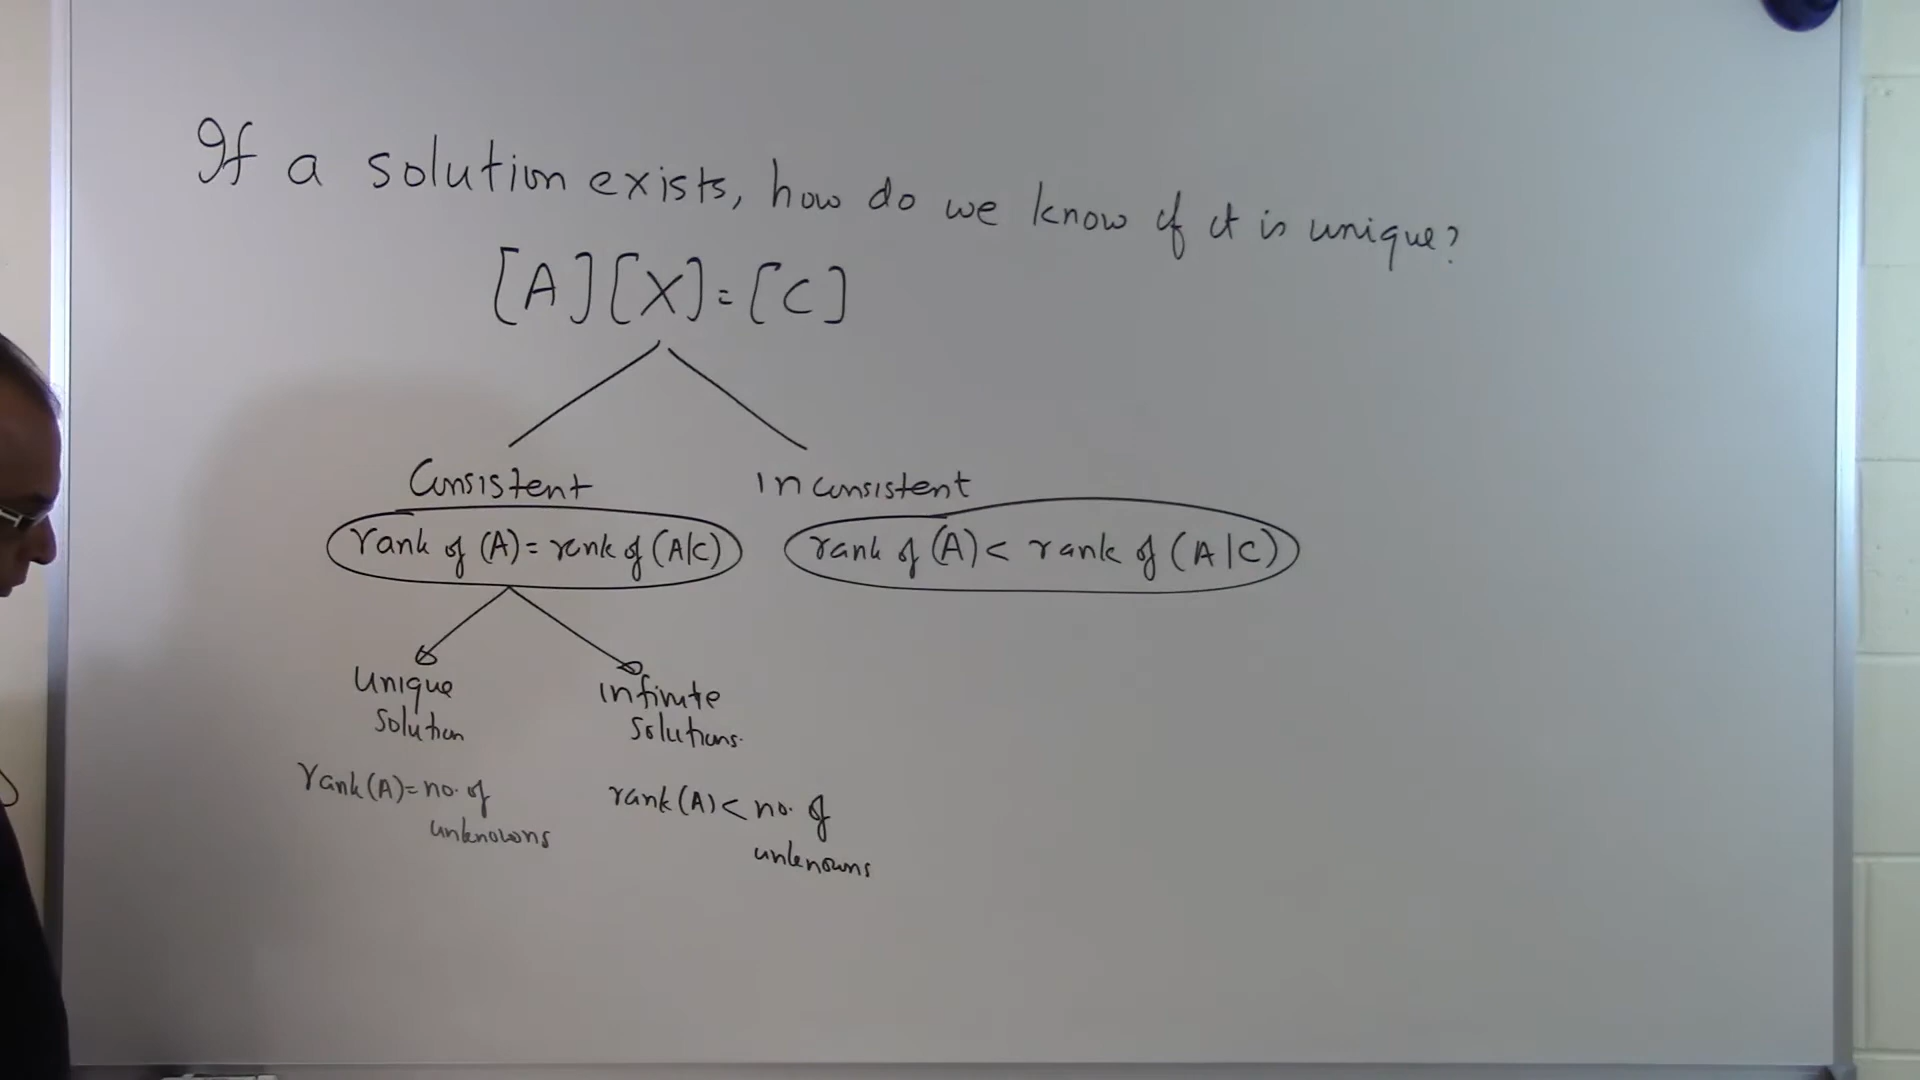 If a solution exists, how do we know if it is unique?
[A][X]=[C]
Consistent
Inconsistent
rank of (A) = rank of (A|C)
rank of (A) < rank of (A|C)
Unique
solution
Infinite
solutions.
rank(A) = no. of
unknowns
rank(A) < no. of
unknowns